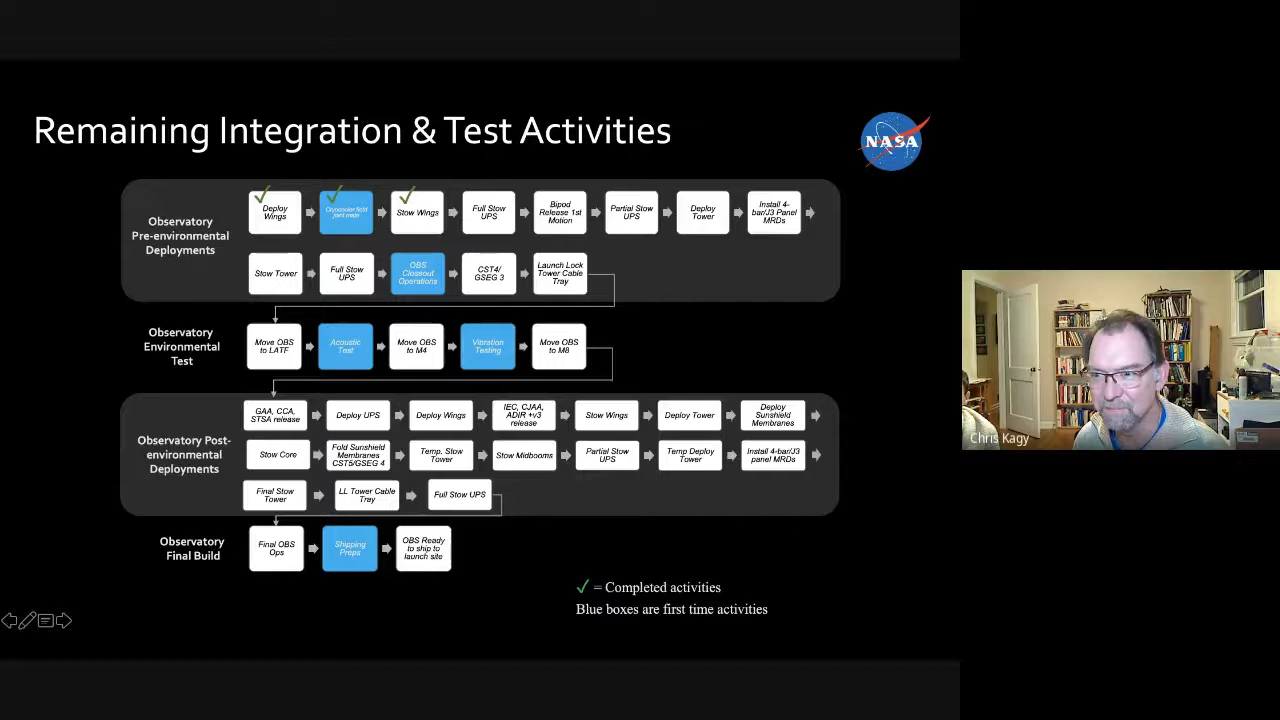 Remaining Integration & Test Activities
NASA
Observatory
Pre-environmental
Deployments
Deploy
Wings
Cryocooler field
joint mate
Stow Wings
Full Stow
UPS
Bipod
Release 1st
Motion
Partial Stow
UPS
Deploy
Tower
Install 4-
bar/J3 Panel
MRDs
Stow Tower
Full Stow
UPS
OBS
Closeout
Operations
CST4/
GSEG 3
Launch Lock
Tower Cable
Tray
Observatory
Environmental
Test
Move OBS
to LATF
Acoustic
Test
Move OBS
to M4
Vibration
Testing
Move OBS
to M8
Observatory Post-
environmental
Deployments
GAA, CCA,
STSA release
Deploy UPS
Deploy Wings
IEC, CJAA,
ADIR +v3
release
Stow Wings
Deploy Tower
Deploy
Sunshield
Membranes
Stow Core
Fold Sunshield
Membranes
CST5/GSEG 4
Temp. Stow
Tower
Stow Midbooms
Partial Stow
UPS
Temp Deploy
Tower
Install 4-bar/J3
panel MRDs
Final Stow
Tower
LL Tower Cable
Tray
Full Stow UPS
Observatory
Final Build
Final OBS
Ops
Shipping
Preps
OBS Ready
to ship to
launch site
✓ = Completed activities
Blue boxes are first time activities
Chris Kagy